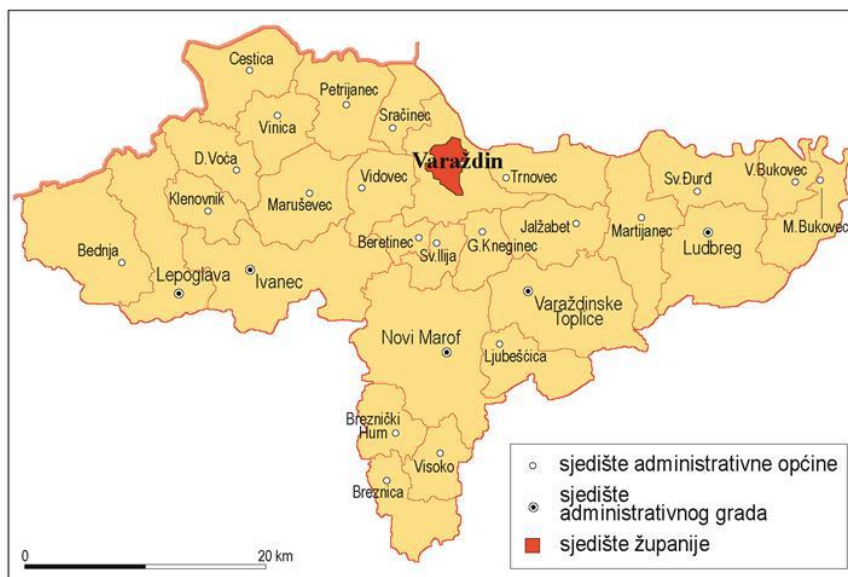 Cestica
Petrijanec
Sračinec
Vinica
Varaždin
D.Voća
Vidovec
Trnovec
Sv.Đurđ
V.Bukovec
Klenovnik
Maruševec
M.Bukovec
Bednja
Beretinec
Sv.Ilija
G.Kneginec
Jalžabet
Martijanec
Ludbreg
Lepoglava
Ivanec
Varaždinske
Toplice
Novi Marof
Ljubešćica
Breznički
Hum
Visoko
Breznica
sjedište administrativne općine
sjedište
administrativnog grada
sjedište županije
0
20 km